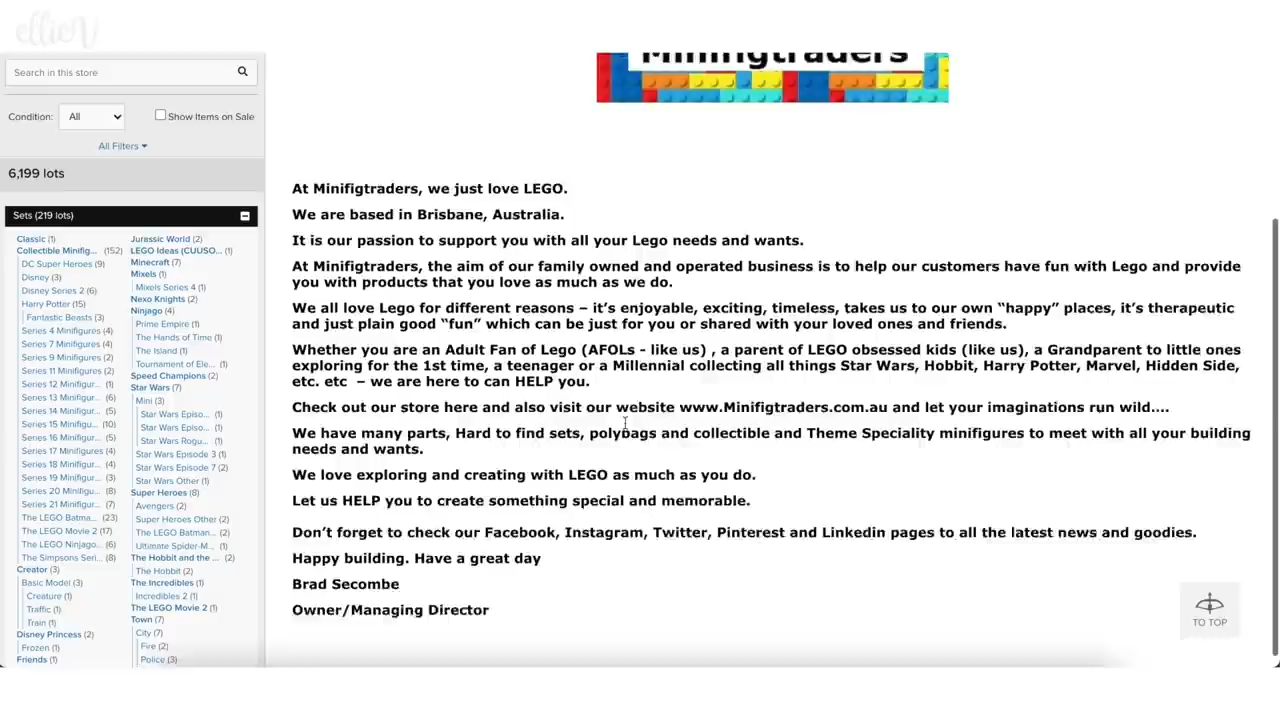 ellieV
Minifigtraders
Search in this store
Condition: All Show Items on Sale
All Filters
6,199 lots
Sets (219 lots)
Classic (1)
Collectible Minifig... (152)
DC Super Heroes (9)
Disney (3)
Disney Series 2 (6)
Harry Potter (15)
Fantastic Beasts (3)
Series 4 Minifigures (4)
Series 7 Minifigures (4)
Series 9 Minifigures (2)
Series 11 Minifigures (2)
Series 12 Minifigur... (1)
Series 13 Minifigur... (6)
Series 14 Minifigur... (5)
Series 15 Minifigu... (10)
Series 16 Minifigur... (5)
Series 17 Minifigures (4)
Series 18 Minifigur... (4)
Series 19 Minifigur... (3)
Series 20 Minifigu... (8)
Series 21 Minifigur... (7)
The LEGO Batma... (23)
The LEGO Movie 2 (17)
The LEGO Ninjago... (6)
The Simpsons Seri... (8)
Creator (3)
Basic Model (3)
Creature (1)
Traffic (1)
Train (1)
Disney Princess (2)
Frozen (1)
Friends (1)
Jurassic World (2)
LEGO Ideas (CUUSO... (1)
Minecraft (7)
Mixels (1)
Mixels Series 4 (1)
Nexo Knights (2)
Ninjago (4)
Prime Empire (1)
The Hands of Time (1)
The Island (1)
Tournament of Ele... (1)
Speed Champions (2)
Star Wars (7)
Mini (3)
Star Wars Episo... (1)
Star Wars Episo... (1)
Star Wars Rogu... (1)
Star Wars Episode 3 (1)
Star Wars Episode 7 (2)
Star Wars Other (1)
Super Heroes (8)
Avengers (2)
Super Heroes Other (2)
The LEGO Batman... (2)
Ultimate Spider-M... (1)
The Hobbit and the ... (2)
The Hobbit (2)
The Incredibles (1)
Incredibles 2 (1)
The LEGO Movie 2 (1)
Town (7)
City (7)
Fire (2)
Police (3)
At Minifigtraders, we just love LEGO.
We are based in Brisbane, Australia.
It is our passion to support you with all your Lego needs and wants.
At Minifigtraders, the aim of our family owned and operated business is to help our customers have fun with Lego and provide
you with products that you love as much as we do.
We all love Lego for different reasons – it’s enjoyable, exciting, timeless, takes us to our own “happy” places, it’s therapeutic
and just plain good “fun” which can be just for you or shared with your loved ones and friends.
Whether you are an Adult Fan of Lego (AFOLs - like us) , a parent of LEGO obsessed kids (like us), a Grandparent to little ones
exploring for the 1st time, a teenager or a Millennial collecting all things Star Wars, Hobbit, Harry Potter, Marvel, Hidden Side,
etc. etc – we are here to can HELP you.
Check out our store here and also visit our website www.Minifigtraders.com.au and let your imaginations run wild....
We have many parts, Hard to find sets, polybags and collectible and Theme Speciality minifigures to meet with all your building
needs and wants.
We love exploring and creating with LEGO as much as you do.
Let us HELP you to create something special and memorable.
Don’t forget to check our Facebook, Instagram, Twitter, Pinterest and Linkedin pages to all the latest news and goodies.
Happy building. Have a great day
Brad Secombe
Owner/Managing Director
TO TOP